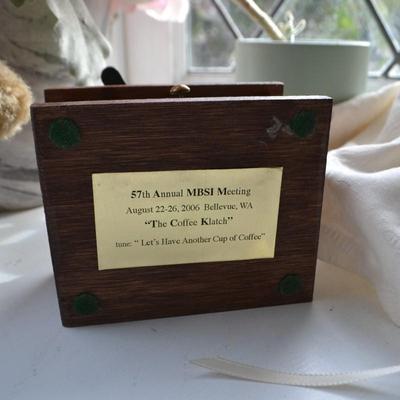 57th Annual MBSI Meeting
August 22-26, 2006 Bellevue, WA
"The Coffee Klatch"
tune: " Let's Have Another Cup of Coffee"